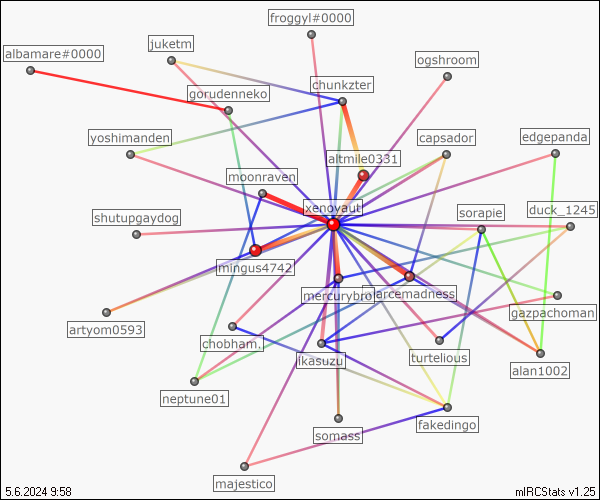 froggyl#0000
juketm
albamare#0000
ogshroom
chunkzter
gorudenneko
yoshimanden
capsador
edgepanda
altmile0331
moonraven
xenoyaut
shutupgaydog
sorapie
duck_1245
mingus4742
mercurybro
farcemadness
gazpachoman
artyom0593
chobham.
ikasuzu
turtelious
alan1002
neptune01
somass
fakedingo
majestico
5.6.2024 9:58
mIRCStats v1.25